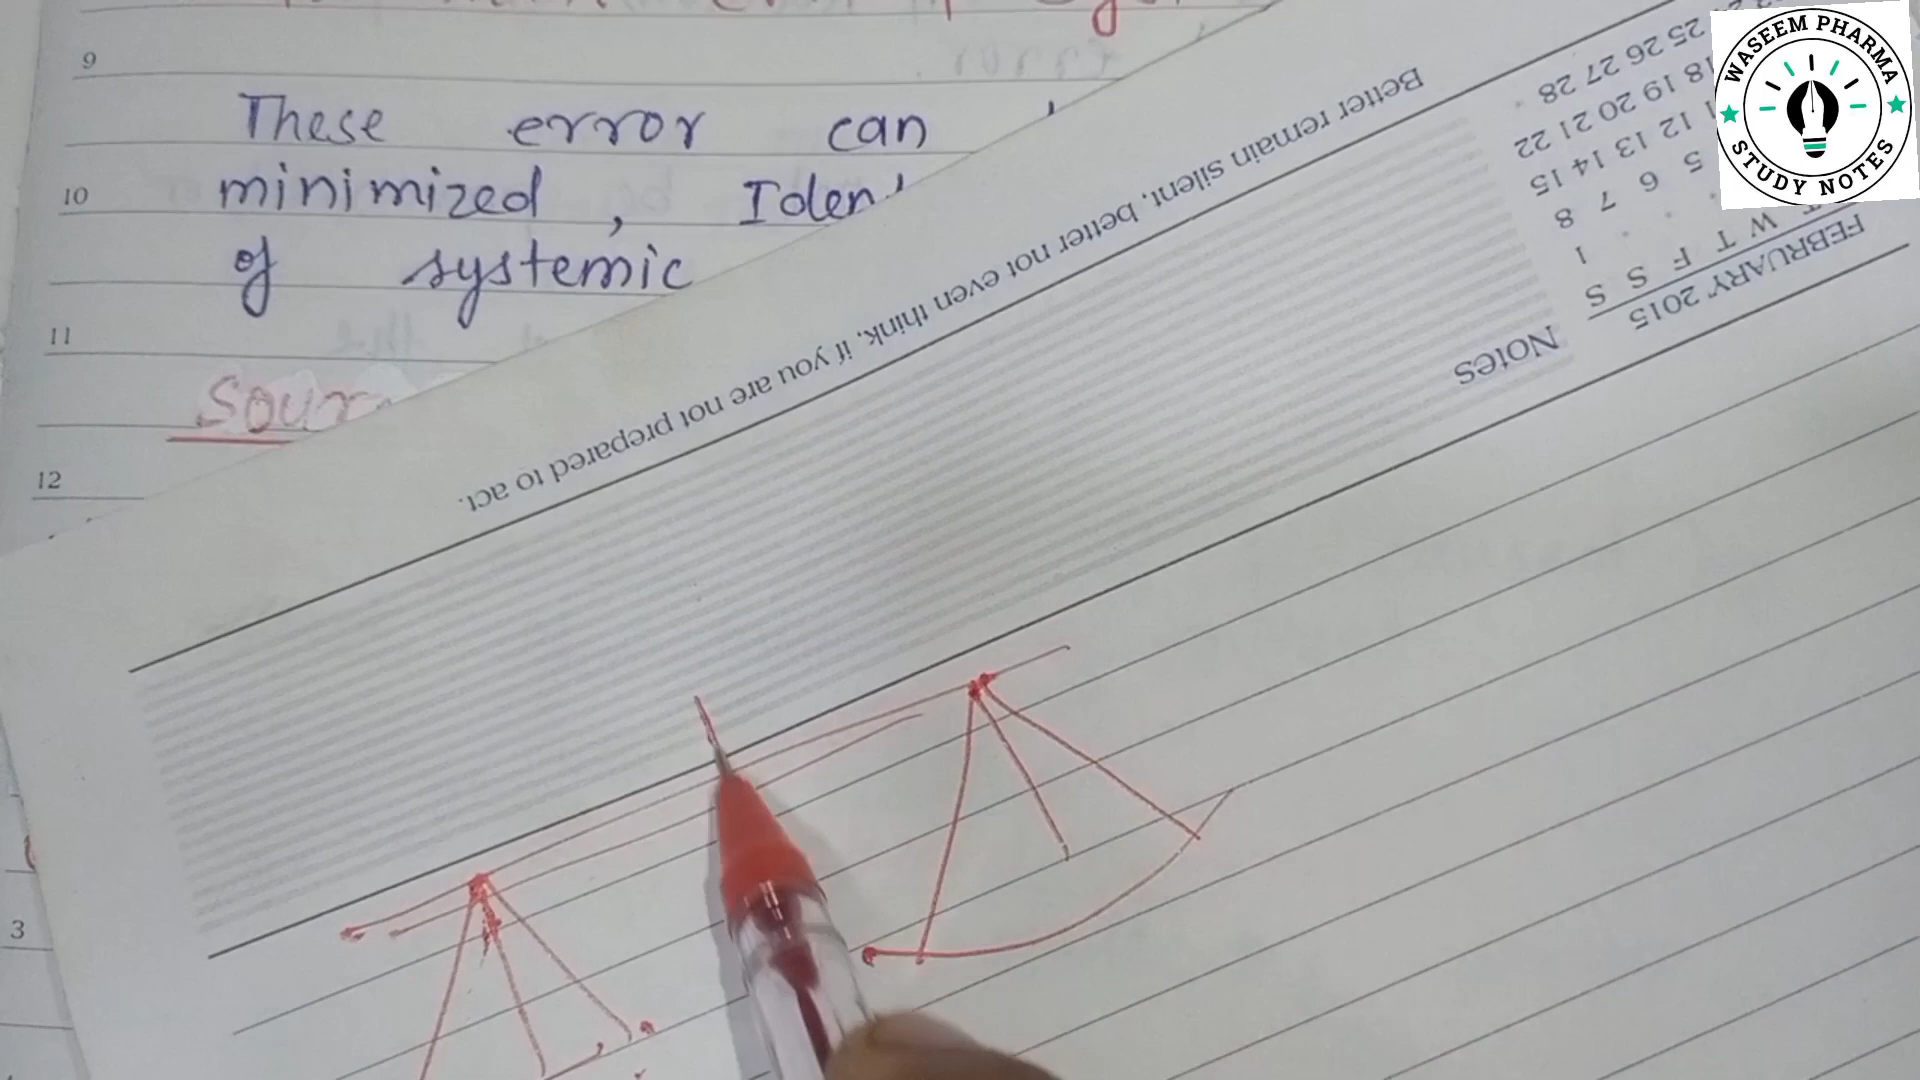 9
These error can
10
minimized , Iden
of systemic
11
Sour
12
3
Better remain silent, better not even think, if you are not prepared to act.
Notes
FEBRUARY 2015
T W T F S S
1
5 6 7 8
11 12 13 14 15
18 19 20 21 22
25 26 27 28
WASEEM PHARMA
STUDY NOTES